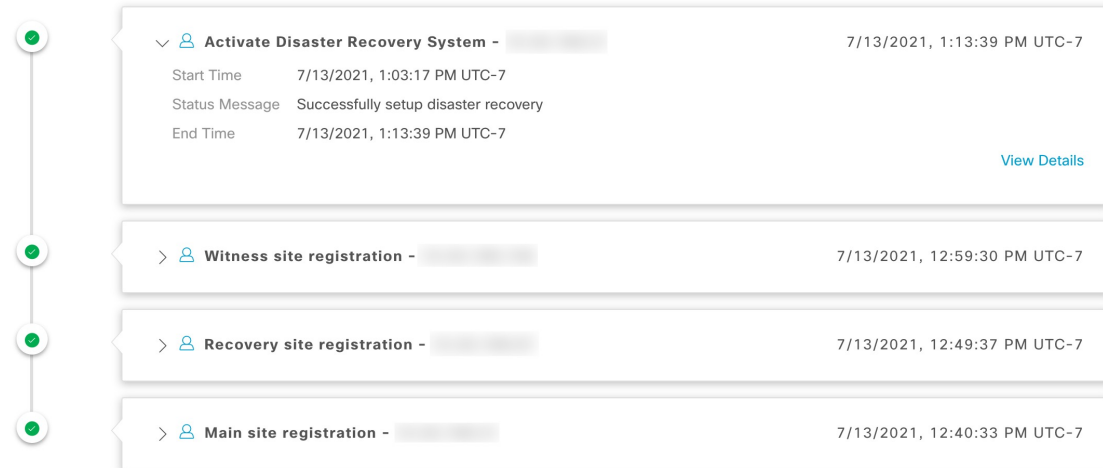 Activate Disaster Recovery System - 7/13/2021, 1:13:39 PM UTC-7
Start Time 7/13/2021, 1:03:17 PM UTC-7
Status Message Successfully setup disaster recovery
End Time 7/13/2021, 1:13:39 PM UTC-7
View Details
Witness site registration - 7/13/2021, 12:59:30 PM UTC-7
Recovery site registration - 7/13/2021, 12:49:37 PM UTC-7
Main site registration - 7/13/2021, 12:40:33 PM UTC-7